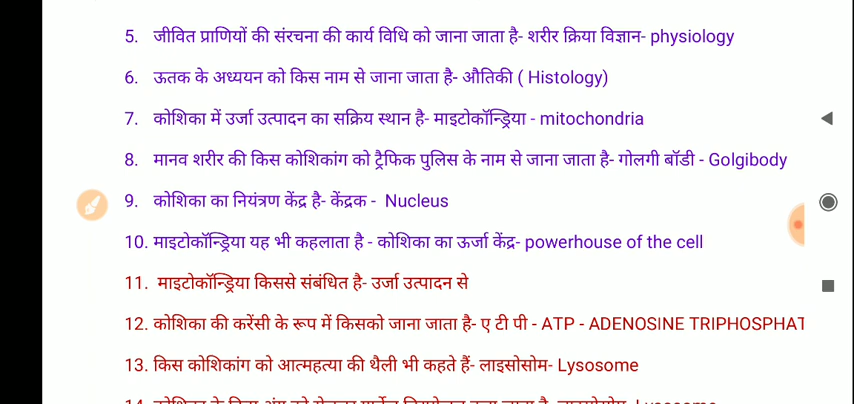 5. जीवित प्राणियों की संरचना की कार्य विधि को जाना जाता है- शरीर क्रिया विज्ञान- physiology
6. ऊतक के अध्ययन को किस नाम से जाना जाता है- औतिकी ( Histology)
7. कोशिका में उर्जा उत्पादन का सक्रिय स्थान है- माइटोकॉन्ड्रिया - mitochondria
8. मानव शरीर की किस कोशिकांग को ट्रैफिक पुलिस के नाम से जाना जाता है- गोलगी बॉडी - Golgibody
9. कोशिका का नियंत्रण केंद्र है- केंद्रक - Nucleus
10. माइटोकॉन्ड्रिया यह भी कहलाता है - कोशिका का ऊर्जा केंद्र- powerhouse of the cell
11. माइटोकॉन्ड्रिया किससे संबंधित है- उर्जा उत्पादन से
12. कोशिका की करेंसी के रूप में किसको जाना जाता है- ए टी पी - ATP - ADENOSINE TRIPHOSPHAT
13. किस कोशिकांग को आत्महत्या की थैली भी कहते हैं- लाइसोसोम- Lysosome